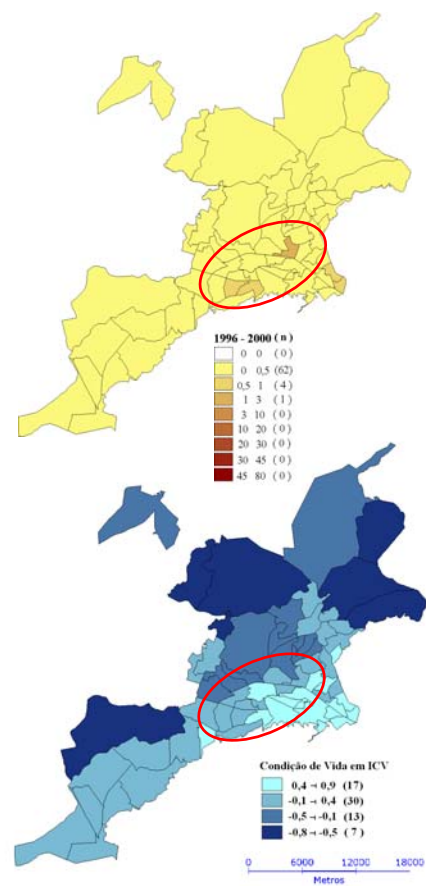 1996 - 2000 ( n )
0 0 ( 0 )
0 0,5 (62)
0,5 1 ( 4 )
1 3 ( 1 )
3 10 ( 0 )
10 20 ( 0 )
20 30 ( 0 )
30 45 ( 0 )
45 80 ( 0 )
Condição de Vida em ICV
0,4 ⊣ 0,9 (17)
-0,1 ⊣ 0,4 (30)
-0,5 ⊣ -0,1 (13)
-0,8 ⊣ -0,5 ( 7 )
0 6000 12000 18000
Metros